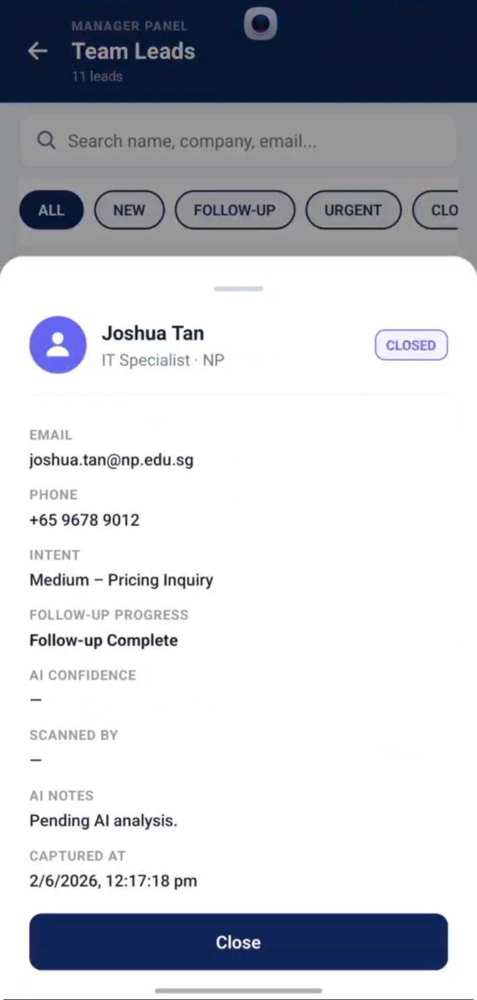 MANAGER PANEL
Team Leads
11 leads
Search name, company, email...
ALL
NEW
FOLLOW-UP
URGENT
CLO
Joshua Tan
IT Specialist · NP
CLOSED
EMAIL
joshua.tan@np.edu.sg
PHONE
+65 9678 9012
INTENT
Medium – Pricing Inquiry
FOLLOW-UP PROGRESS
Follow-up Complete
AI CONFIDENCE
—
SCANNED BY
—
AI NOTES
Pending AI analysis.
CAPTURED AT
2/6/2026, 12:17:18 pm
Close